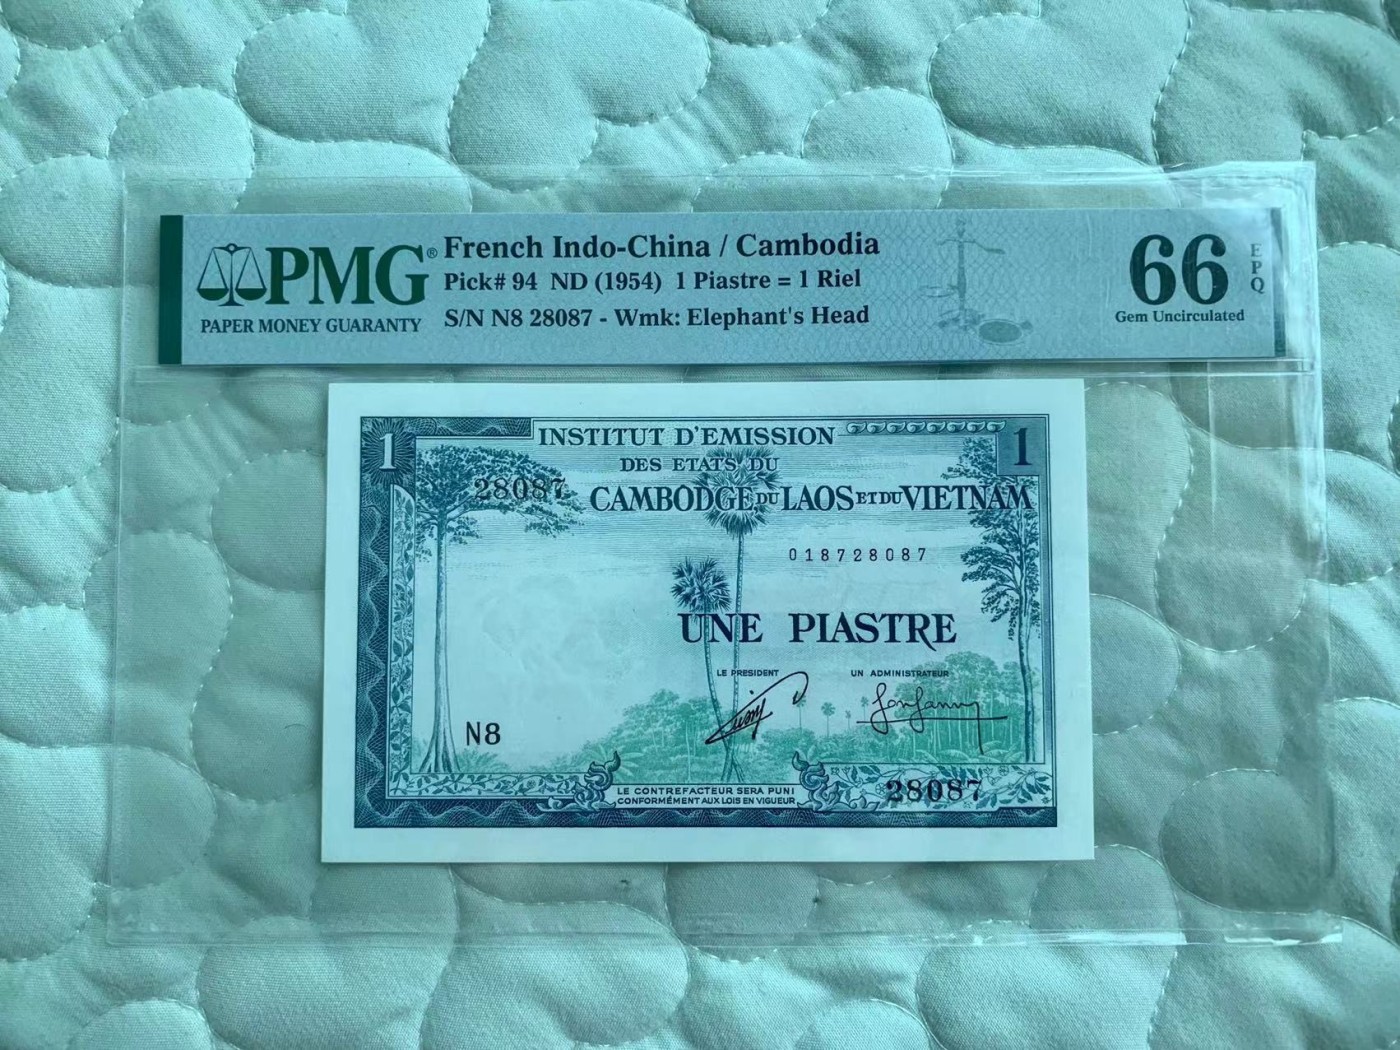 PMG®
PAPER MONEY GUARANTY
French Indo-China / Cambodia
Pick# 94 ND (1954) 1 Piastre = 1 Riel
S/N N8 28087 - Wmk: Elephant's Head
66
EPQ
Gem Uncirculated
1
INSTITUT D'EMISSION
1
DES ETATS DU
28087
CAMBODGE, DU LAOS ET DU VIETNAM
018728087
UNE PIASTRE
LE PRESIDENT
UN ADMINISTRATEUR
N8
28087
LE CONTREFACTEUR SERA PUNI
CONFORMÉMENT AUX LOIS EN VIGUEUR